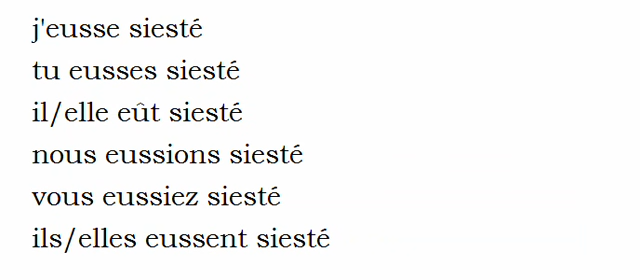 j'eusse siesté
tu eusses siesté
il/elle eût siesté
nous eussions siesté
vous eussiez siesté
ils/elles eussent siesté